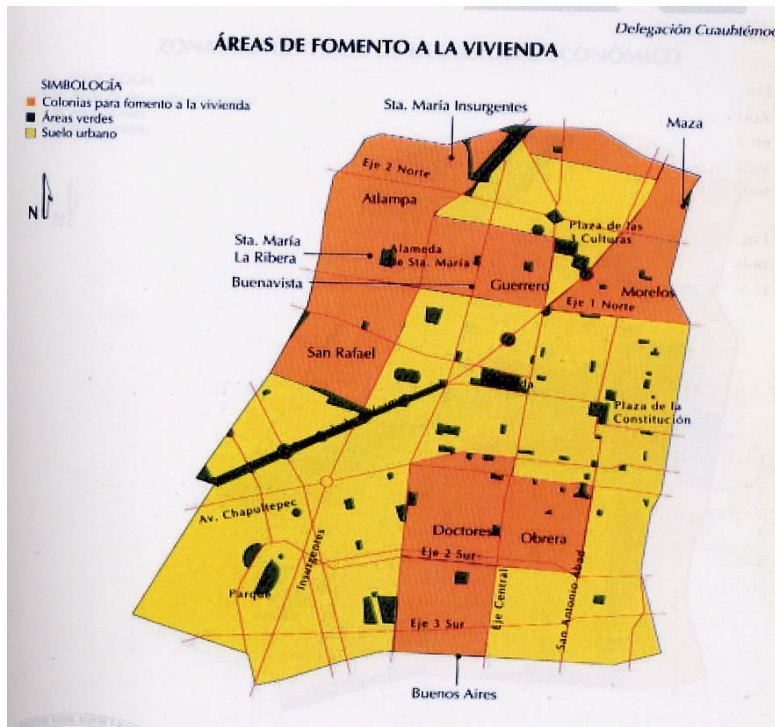 Delegación Cuauhtémoc
ÁREAS DE FOMENTO A LA VIVIENDA
SIMBOLOGÍA
Colonias para fomento a la vivienda
Áreas verdes
Suelo urbano
N
Sta. María Insurgentes
Maza
Eje 2 Norte
Atlampa
Plaza de las
3 Culturas
Sta. María
La Ribera
Alameda
de Sta. María
Buenavista
Guerrero
Morelos
Eje 1 Norte
San Rafael
Plaza de la
Constitución
Av. Chapultepec
Insurgentes
Doctores
Obrera
Eje 2 Sur
Parque
Eje Central
San Antonio Abad
Eje 3 Sur
Buenos Aires